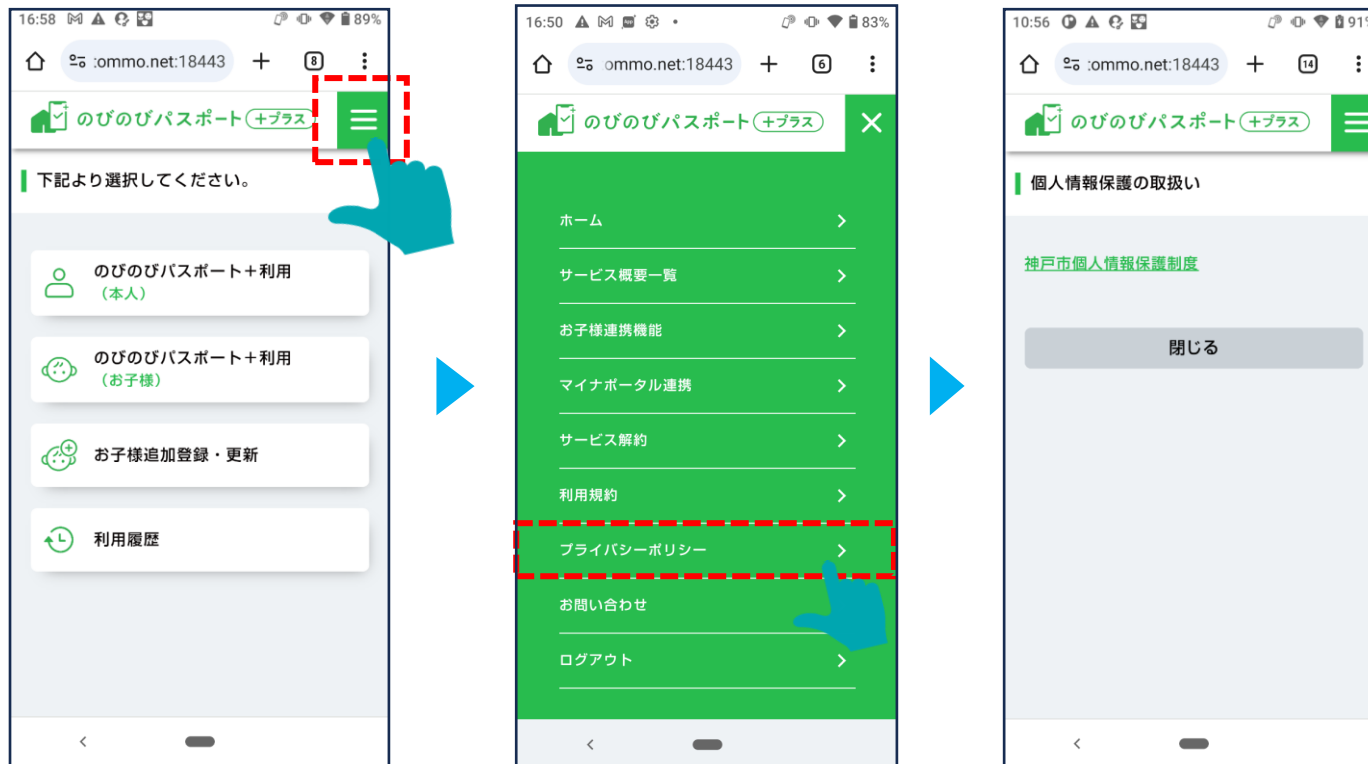 16:58 89%
:ommo.net:18443 + 8
のびのびパスポート +プラス
下記より選択してください。
のびのびパスポート+利用
(本人)
のびのびパスポート+利用
(お子様)
お子様追加登録・更新
利用履歴
16:50 83%
ommo.net:18443 + 6
のびのびパスポート +プラス
ホーム
サービス概要一覧
お子様連携機能
マイナポータル連携
サービス解約
利用規約
プライバシーポリシー
お問い合わせ
ログアウト
10:56 91%
:ommo.net:18443 + 14
のびのびパスポート +プラス
個人情報保護の取扱い
神戸市個人情報保護制度
閉じる